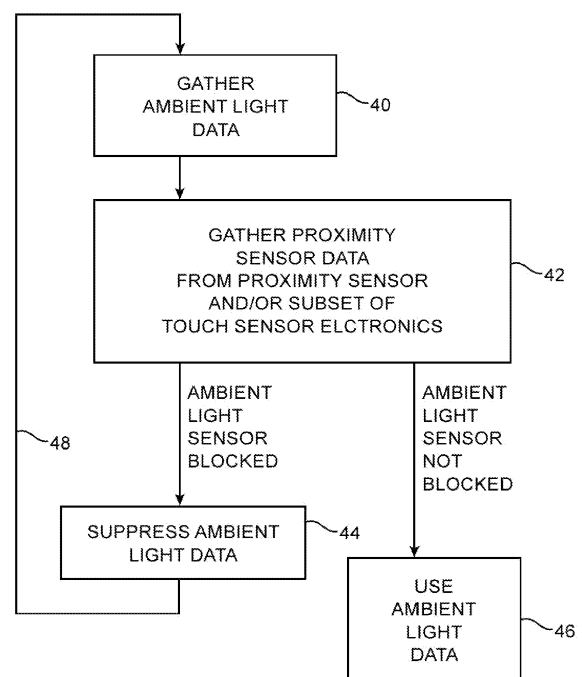 GATHER
AMBIENT LIGHT
DATA
40
GATHER PROXIMITY
SENSOR DATA
FROM PROXIMITY SENSOR
AND/OR SUBSET OF
TOUCH SENSOR ELCTRONICS
42
AMBIENT
LIGHT
SENSOR
BLOCKED
AMBIENT
LIGHT
SENSOR
NOT
BLOCKED
48
SUPPRESS AMBIENT
LIGHT DATA
44
USE
AMBIENT
LIGHT
DATA
46